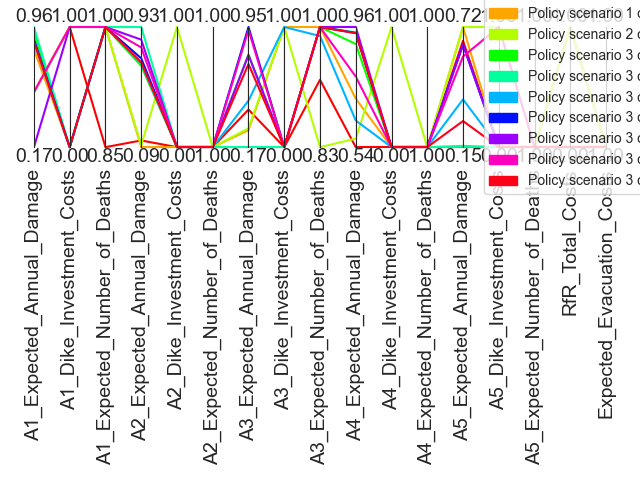 0.96 1.00 1.00 0.93 1.00 1.00 0.95 1.00 1.00 0.96 1.00 1.00 0.72
0.17 0.00 0.85 0.09 0.00 1.00 0.17 0.00 0.83 0.54 0.00 1.00 0.15
Policy scenario 1 o
Policy scenario 2 o
Policy scenario 3 o
Policy scenario 3 o
Policy scenario 3 o
Policy scenario 3 o
Policy scenario 3 o
Policy scenario 3 o
Policy scenario 3 o
A1_Expected_Annual_Damage
A1_Dike_Investment_Costs
A1_Expected_Number_of_Deaths
A2_Expected_Annual_Damage
A2_Dike_Investment_Costs
A2_Expected_Number_of_Deaths
A3_Expected_Annual_Damage
A3_Dike_Investment_Costs
A3_Expected_Number_of_Deaths
A4_Expected_Annual_Damage
A4_Dike_Investment_Costs
A4_Expected_Number_of_Deaths
A5_Expected_Annual_Damage
A5_Dike_Investment_Costs
A5_Expected_Number_of_Deaths
RfR_Total_Costs
Expected_Evacuation_Costs